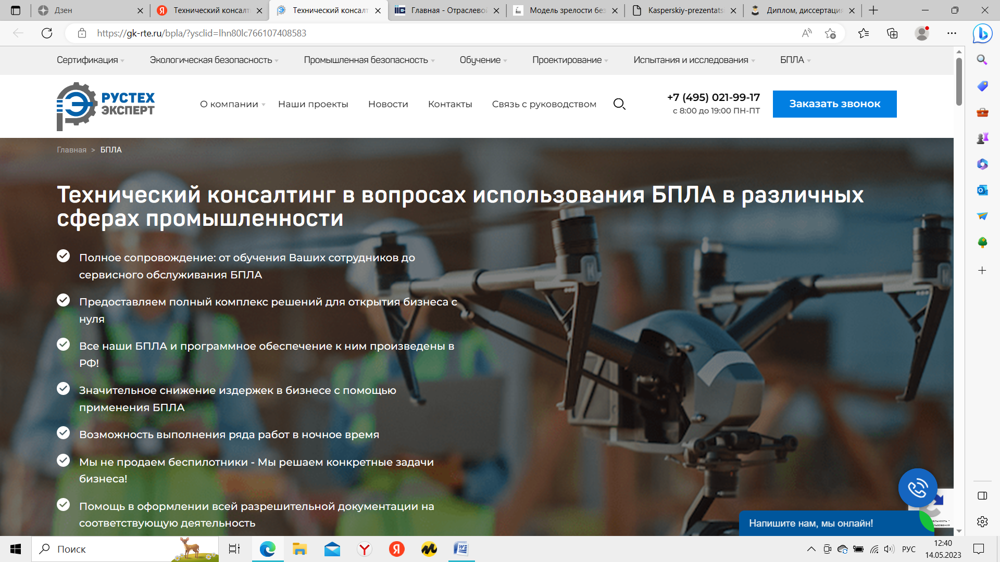 Дзен
Технический консалт
Технический консалт
Главная - Отраслевой
Модель зрелости без
Kasperskiy-prezentats
Диплом, диссертация
https://gk-rte.ru/bpla/?ysclid=lhn80lc766107408583
Сертификация
Экологическая безопасность
Промышленная безопасность
Обучение
Проектирование
Испытания и исследования
БПЛА
РУСТЕХ
ЭКСПЕРТ
О компании
Наши проекты
Новости
Контакты
Связь с руководством
+7 (495) 021-99-17
с 8:00 до 19:00 ПН-ПТ
Заказать звонок
Главная > БПЛА
Технический консалтинг в вопросах использования БПЛА в различных
сферах промышленности
Полное сопровождение: от обучения Ваших сотрудников до
сервисного обслуживания БПЛА
Предоставляем полный комплекс решений для открытия бизнеса с
нуля
Все наши БПЛА и программное обеспечение к ним произведены в
РФ!
Значительное снижение издержек в бизнесе с помощью
применения БПЛА
Возможность выполнения ряда работ в ночное время
Мы не продаем беспилотники - Мы решаем конкретные задачи
бизнеса!
Помощь в оформлении всей разрешительной документации на
соответствующую деятельность
Напишите нам, мы онлайн!
Поиск
РУС
12:40
14.05.2023